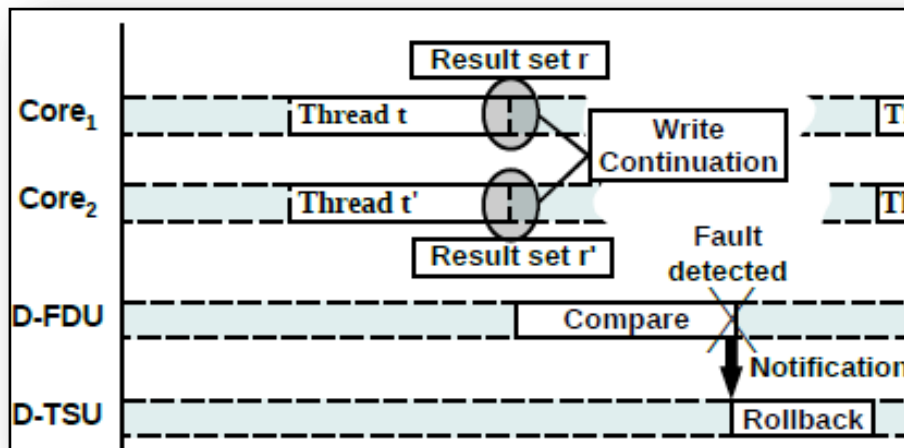 Result set r
Core1 Thread t
Write
Continuation
Core2 Thread t'
Result set r'
Fault
detected
D-FDU Compare
Notification
D-TSU Rollback